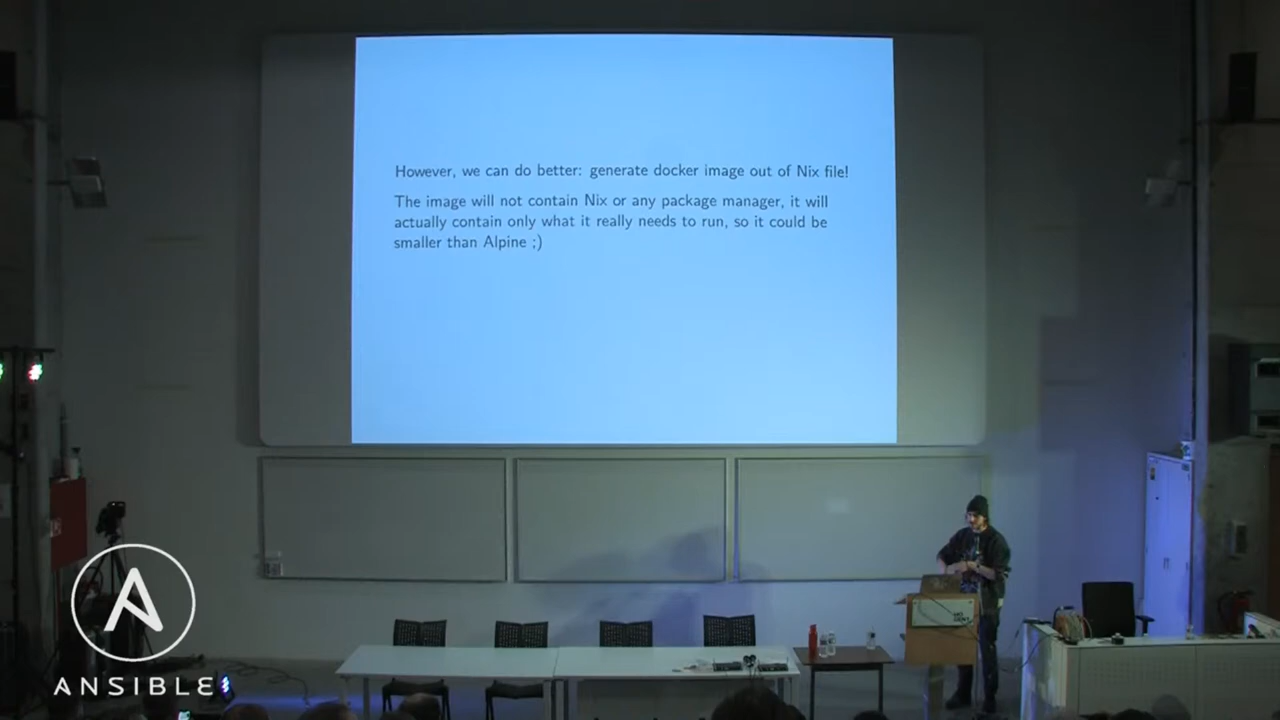 However, we can do better: generate docker image out of Nix file!
The image will not contain Nix or any package manager, it will
actually contain only what it really needs to run, so it could be
smaller than Alpine ;)
ANSIBLE